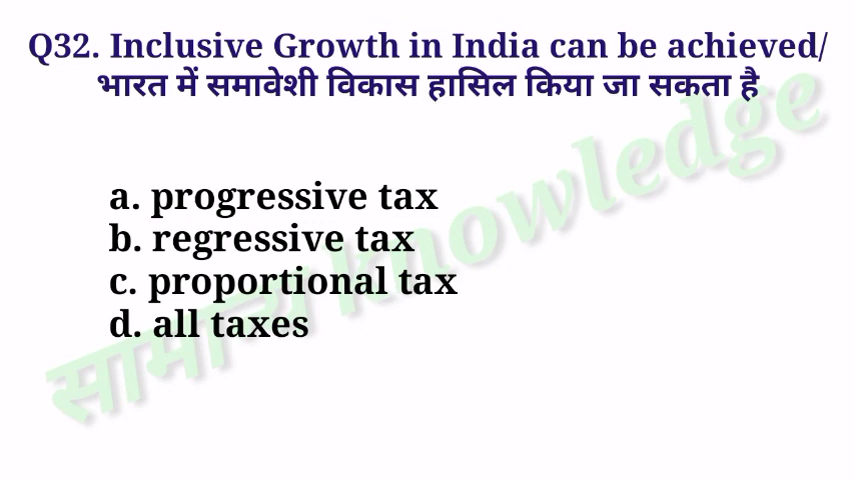 Q32. Inclusive Growth in India can be achieved/
भारत में समावेशी विकास हासिल किया जा सकता है
a. progressive tax
b. regressive tax
c. proportional tax
d. all taxes
सामान्य knowledge